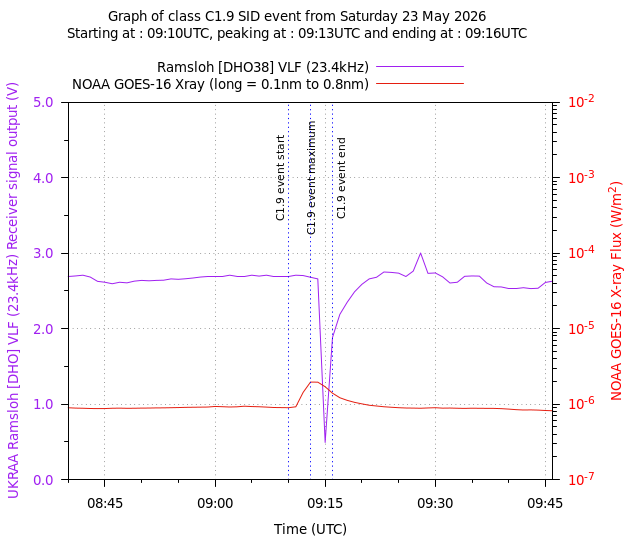 Graph of class C1.9 SID event from Saturday 23 May 2026
Starting at : 09:10UTC, peaking at : 09:13UTC and ending at : 09:16UTC
Ramsloh [DHO38] VLF (23.4kHz)
NOAA GOES-16 Xray (long = 0.1nm to 0.8nm)
UKRAA Ramsloh [DHO] VLF (23.4kHz) Receiver signal output (V)
5.0
4.0
3.0
2.0
1.0
0.0
C1.9 event start
C1.9 event maximum
C1.9 event end
10-2
10-3
10-4
10-5
10-6
10-7
NOAA GOES-16 X-ray Flux (W/m2)
08:45
09:00
09:15
09:30
09:45
Time (UTC)